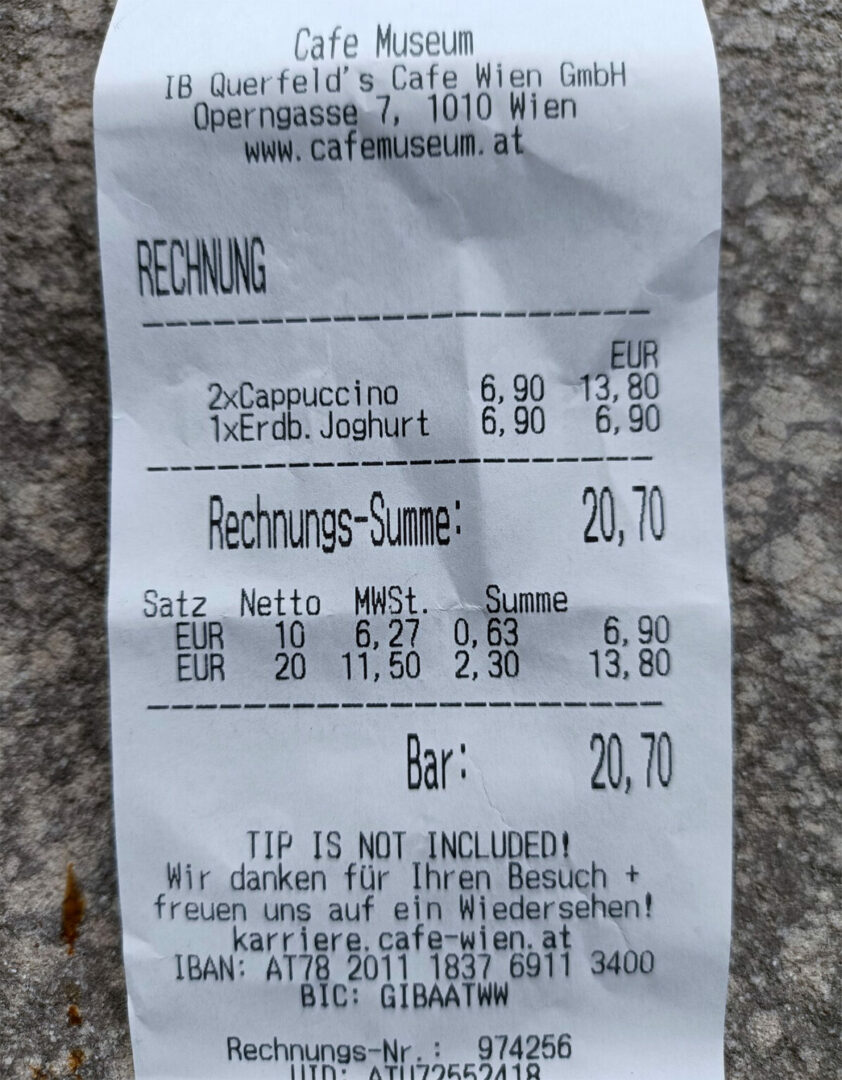 Cafe Museum
IB Querfeld's Cafe Wien GmbH
Operngasse 7, 1010 Wien
www.cafemuseum.at
RECHNUNG
EUR
2xCappuccino 6,90 13,80
1xErdb.Joghurt 6,90 6,90
Rechnungs-Summe: 20,70
Satz Netto MWSt. Summe
EUR 10 6,27 0,63 6,90
EUR 20 11,50 2,30 13,80
Bar: 20,70
TIP IS NOT INCLUDED!
Wir danken für Ihren Besuch +
freuen uns auf ein Wiedersehen!
karriere.cafe-wien.at
IBAN: AT78 2011 1837 6911 3400
BIC: GIBAATWW
Rechnungs-Nr.: 974256
UID: ATU72552418